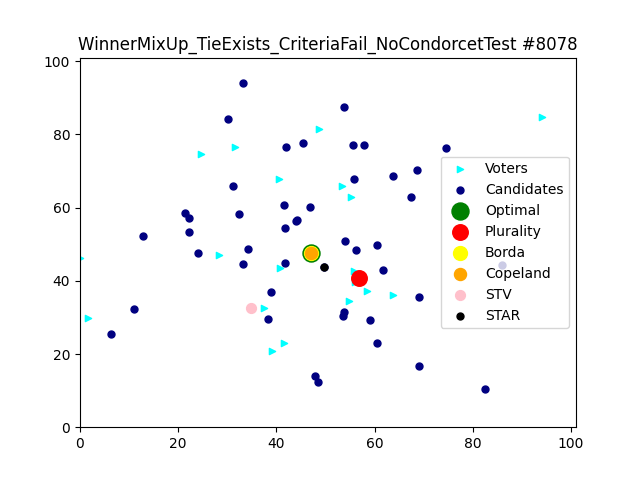 WinnerMixUp_TieExists_CriteriaFail_NoCondorcetTest #8078
100
80
60
40
20
0
0 20 40 60 80 100
Voters
Candidates
Optimal
Plurality
Borda
Copeland
STV
STAR